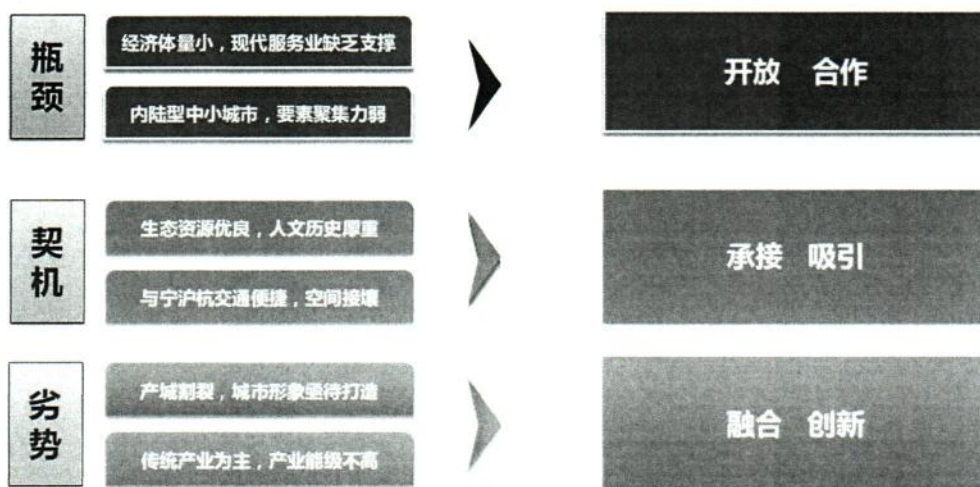 瓶颈
经济体量小，现代服务业缺乏支撑
内陆型中小城市，要素聚集力弱
开放 合作
契机
生态资源优良，人文历史厚重
与宁沪杭交通便捷，空间接壤
承接 吸引
劣势
产城割裂，城市形象亟待打造
传统产业为主，产业能级不高
融合 创新